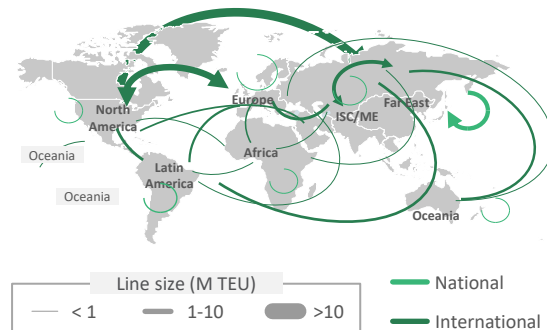 North
America
Europe
ISC/ME
Far East
Oceania
Africa
Latin
America
Oceania
Oceania
Line size (M TEU)
< 1
1-10
>10
National
International